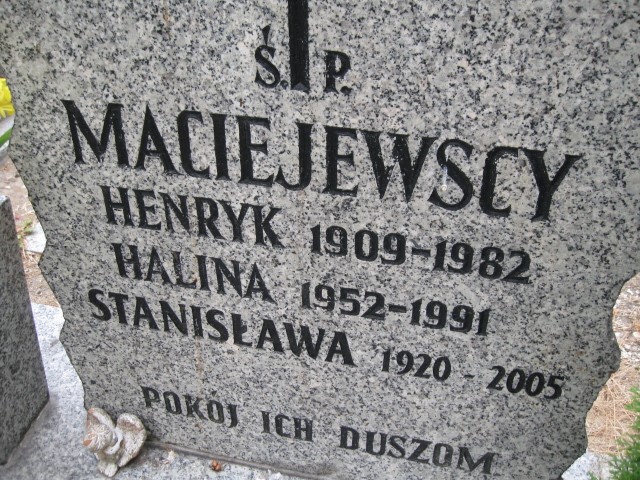 Ś. P.
MACIEJEWSCY
HENRYK 1909-1982
HALINA 1952-1991
STANISŁAWA 1920 - 2005
POKÓJ ICH DUSZOM